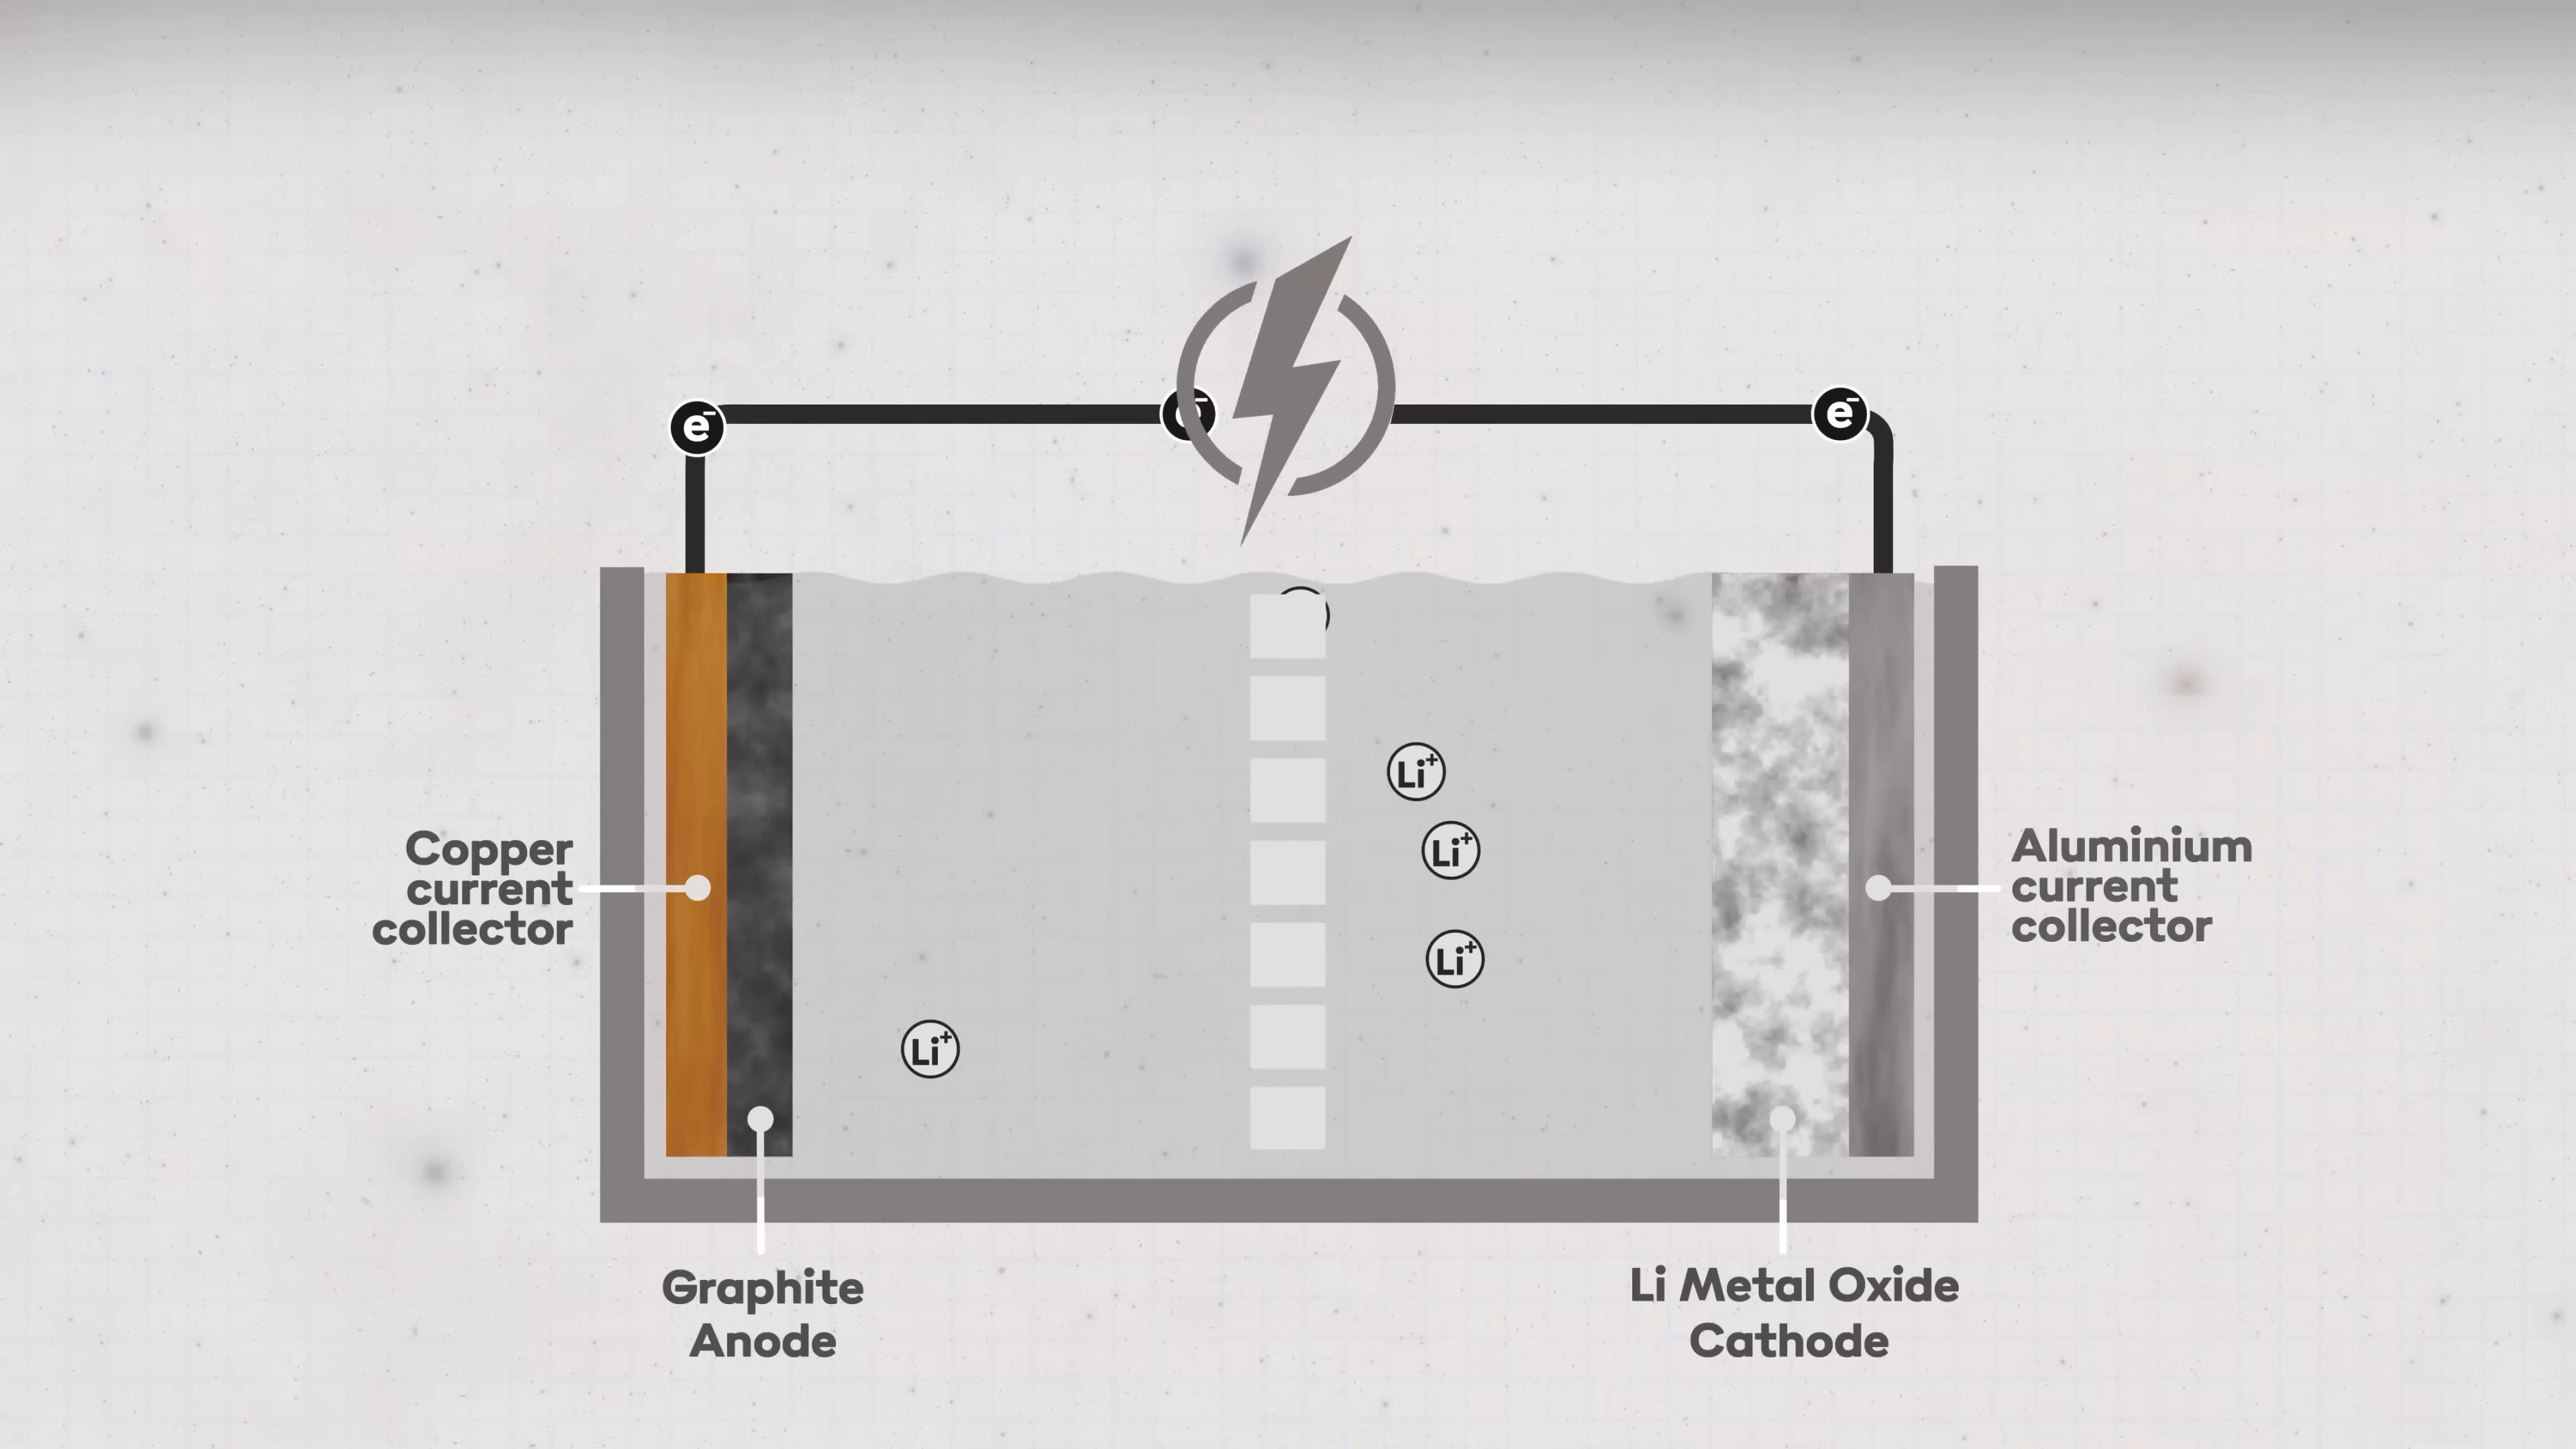 e⁻
e⁻
Li⁺
Li⁺
Copper
current
collector
Aluminium
current
collector
Li⁺
Li⁺
Graphite
Anode
Li Metal Oxide
Cathode